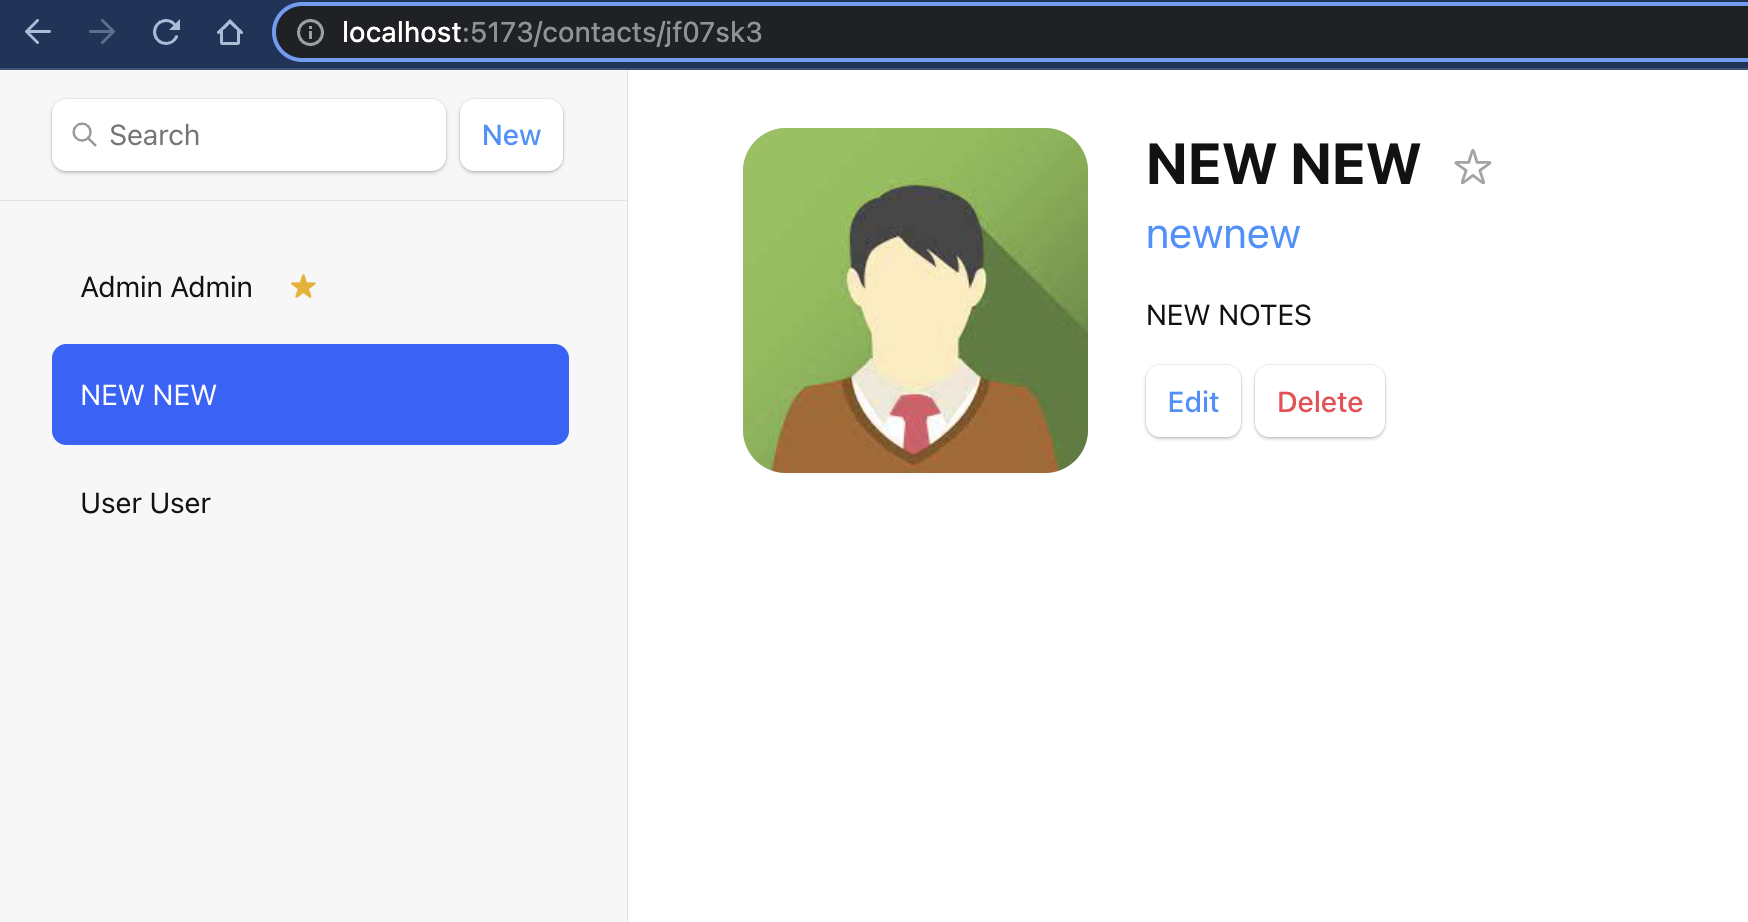 localhost:5173/contacts/jf07sk3
Search
New
Admin Admin
NEW NEW
User User
NEW NEW
newnew
NEW NOTES
Edit
Delete